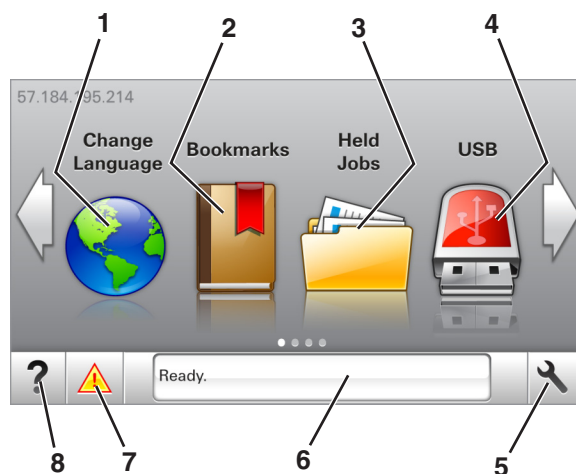 1
2
3
4
57.184.195.214
Change
Language
Bookmarks
Held
Jobs
USB
?
Ready.
8
7
6
5